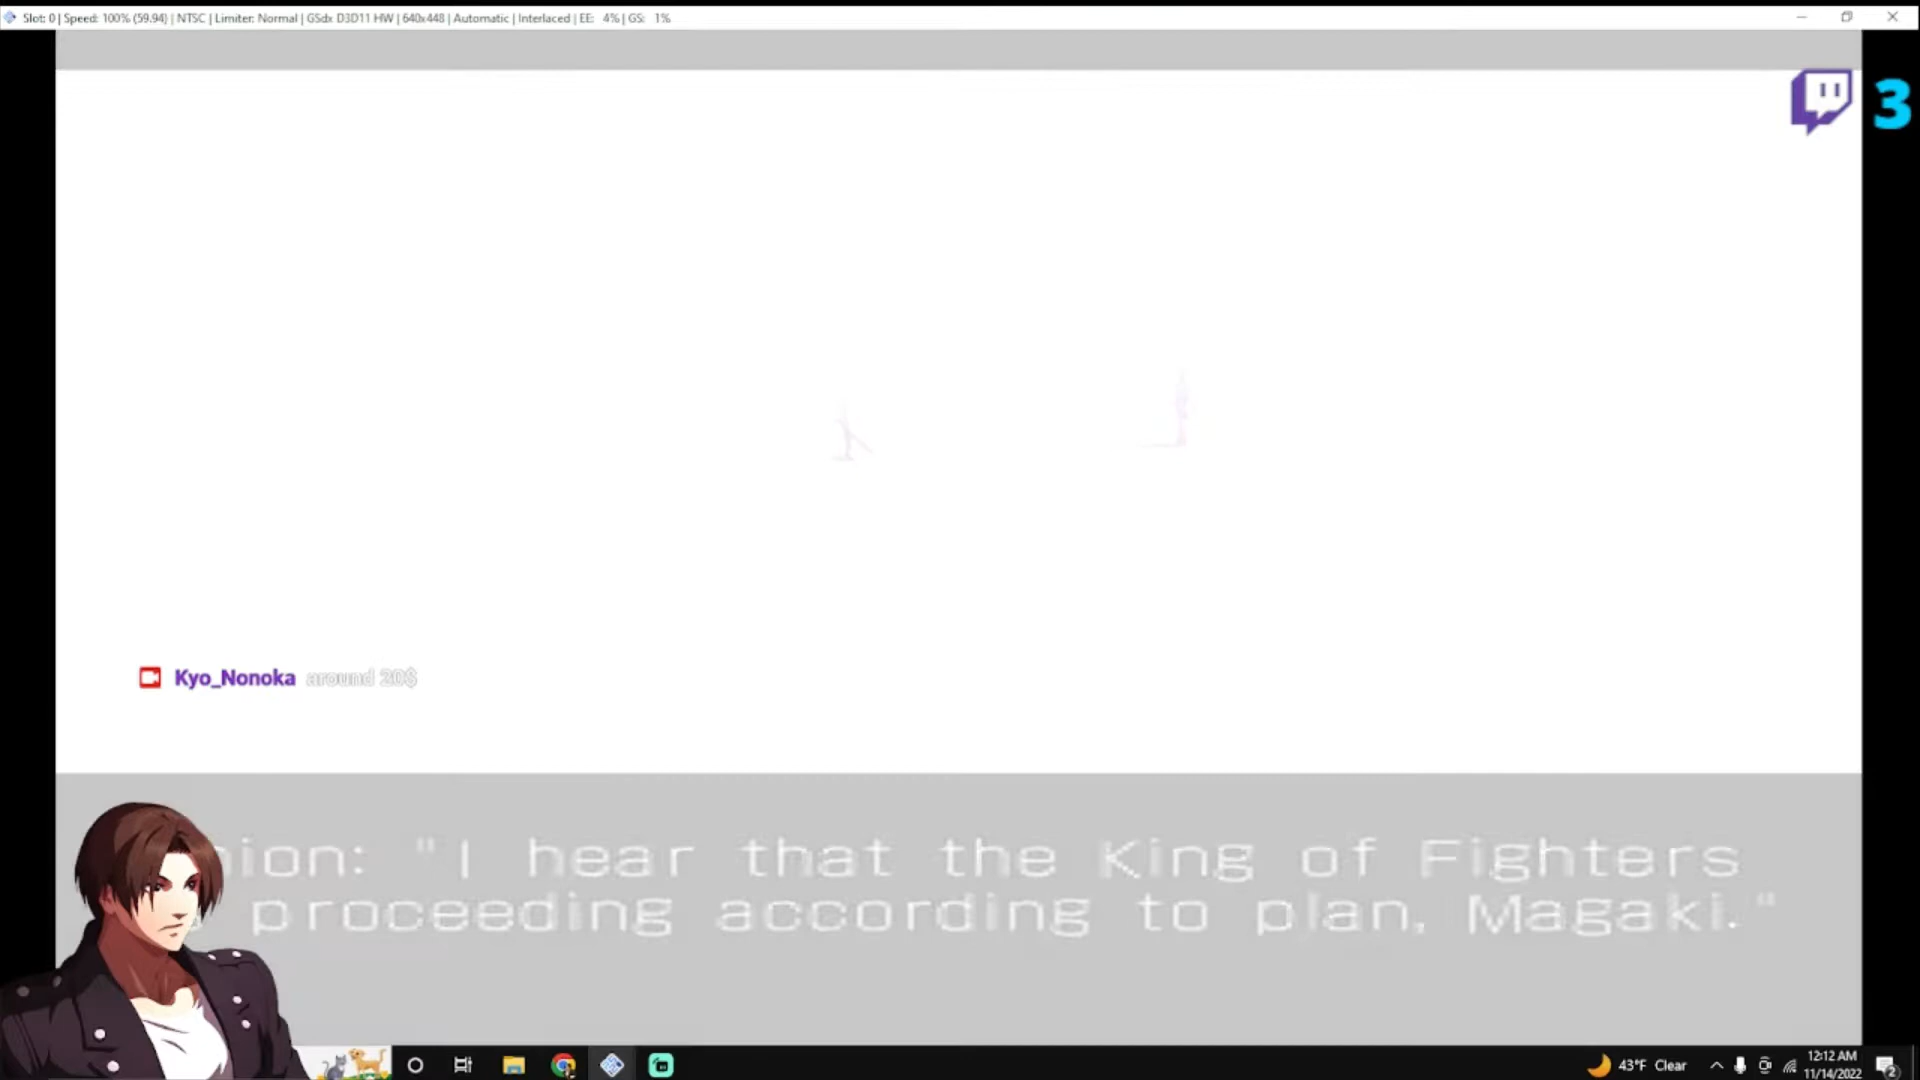 Slot: 0 | Speed: 100% (59.94) | NTSC | Limiter: Normal | GSdx D3D11 HW | 640x448 | Automatic | Interlaced | EE: 4% | GS: 1%
3
Kyo_Nonoka around 20$
nion: "I hear that the King of Fighters
proceeding according to plan, Magaki."
43°F Clear
12:12 AM
11/14/2022
2